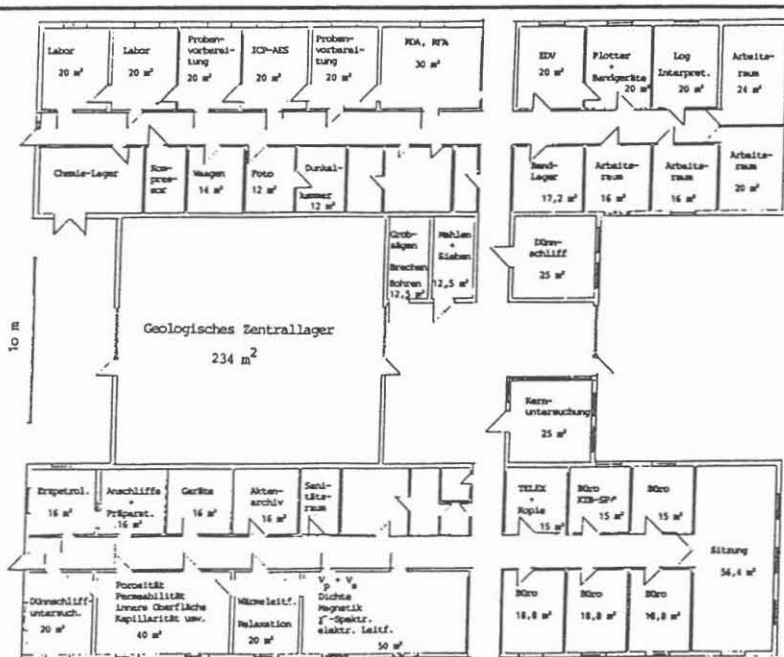 Labor
20 m²
Labor
20 m²
Proben-
vorberei-
tung
20 m²
ICP-AES
20 m²
Proben-
vorberei-
tung
20 m²
RDA, RFA
30 m²
EDV
20 m²
Plotter
+
Bandgeräte
20 m²
Log
Interpret.
20 m²
Arbeits-
raum
24 m²
Chemie-Lager
Kom-
pres-
sor
Waagen
14 m²
Foto
12 m²
Dunkel-
kammer
12 m²
Band-
Lager
17,2 m²
Arbeits-
raum
16 m²
Arbeits-
raum
16 m²
Arbeits-
raum
20 m²
Grob-
sägen
Brechen
Bohren
12,5 m²
Mahlen
+
Sieben
12,5 m²
Dünn-
schliff
25 m²
10 m
Geologisches Zentrallager
234 m²
Kern-
untersuchung
25 m²
Erzpetrol.
16 m²
Anschliffe
+
Präparat.
16 m²
Geräte
16 m²
Akten-
archiv
16 m²
Sani-
täts-
raum
TELEX
+
Kopie
15 m²
Büro
KTB-SPP
15 m²
Büro
15 m²
Sitzung
56,4 m²
Dünnschliff-
untersuch.
20 m²
Porosität
Permeabilität
innere Oberfläche
Kapillarität usw.
40 m²
Wärmeleitf.
Relaxation
20 m²
Vp + Vs
Dichte
Magnetik
γ-Spektr.
elektr. Leitf.
50 m²
Büro
18,8 m²
Büro
18,8 m²
Büro
18,8 m²